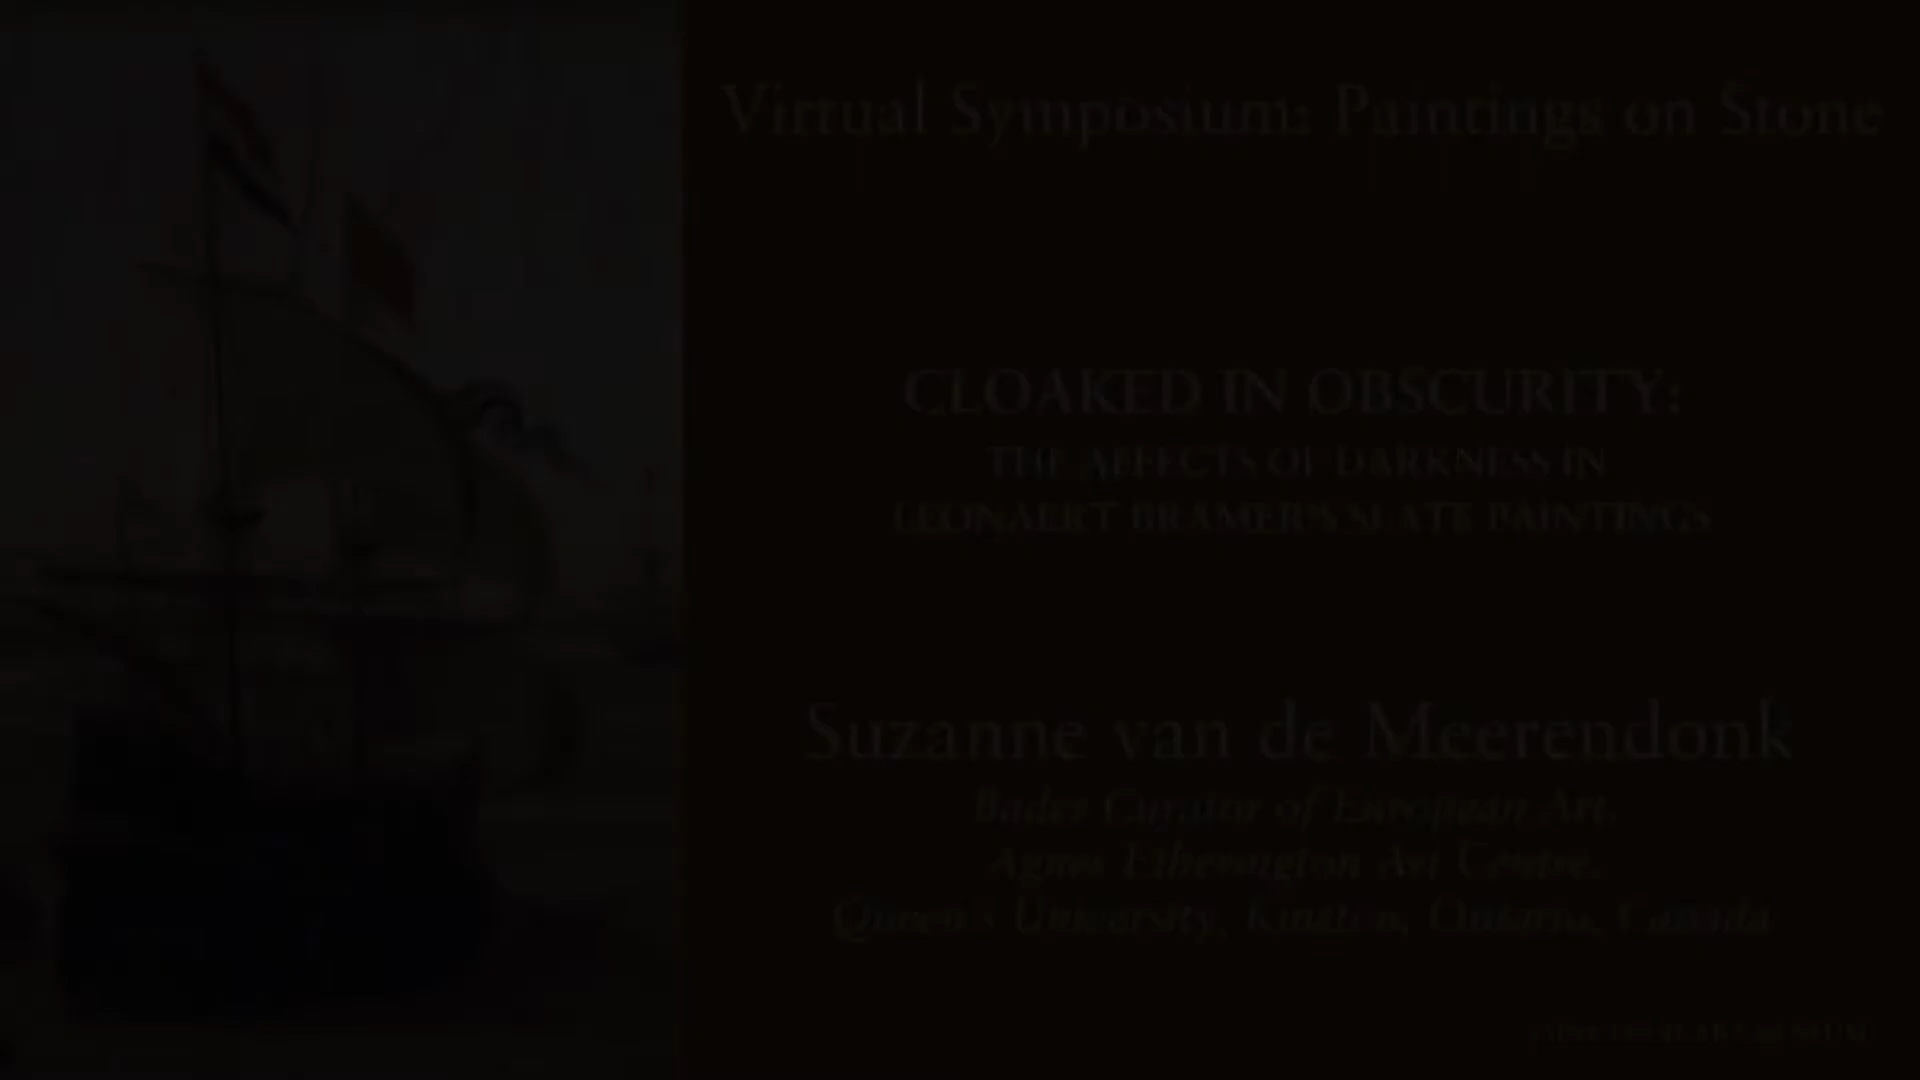 Virtual Symposium: Paintings on Stone
CLOAKED IN OBSCURITY:
THE AFFECTS OF DARKNESS IN
LEONAERT BRAMER'S SLATE PAINTINGS
Suzanne van de Meerendonk
Bader Curator of European Art,
Agnes Etherington Art Centre,
Queen's University, Kingston, Ontario, Canada